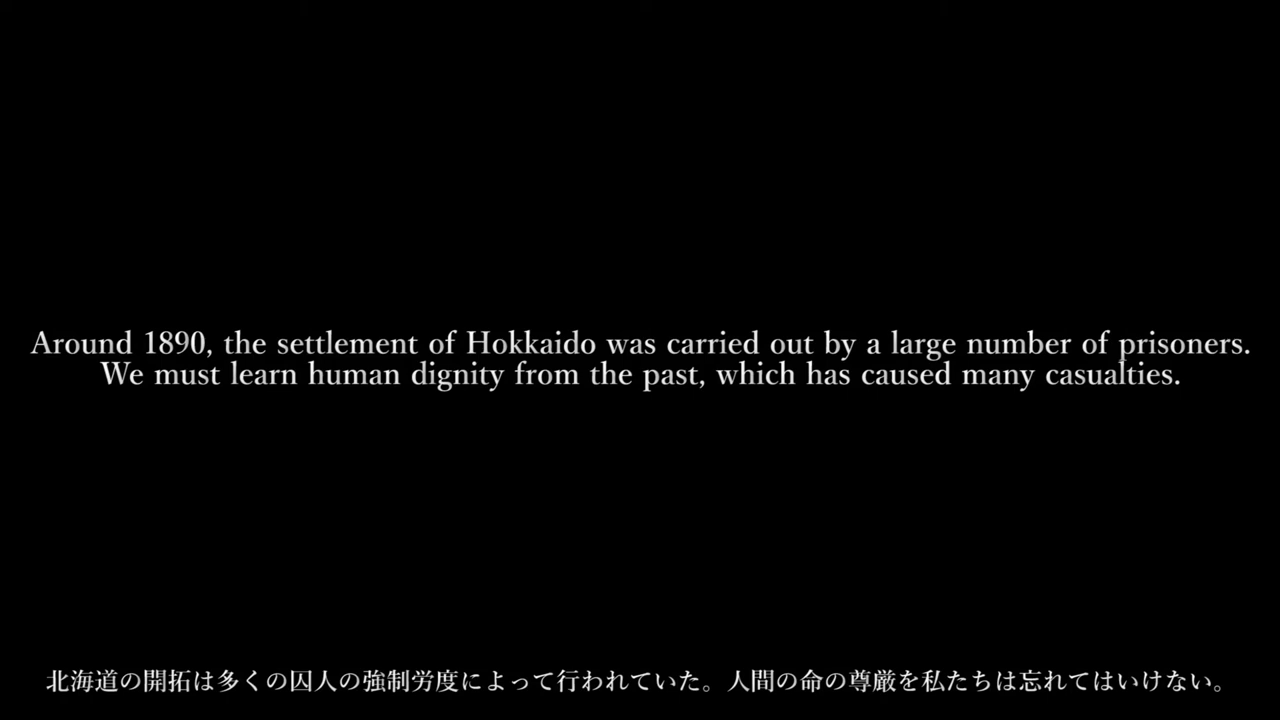 Around 1890, the settlement of Hokkaido was carried out by a large number of prisoners.
We must learn human dignity from the past, which has caused many casualties.
北海道の開拓は多くの囚人の強制労度によって行われていた。人間の命の尊厳を私たちは忘れてはいけない。